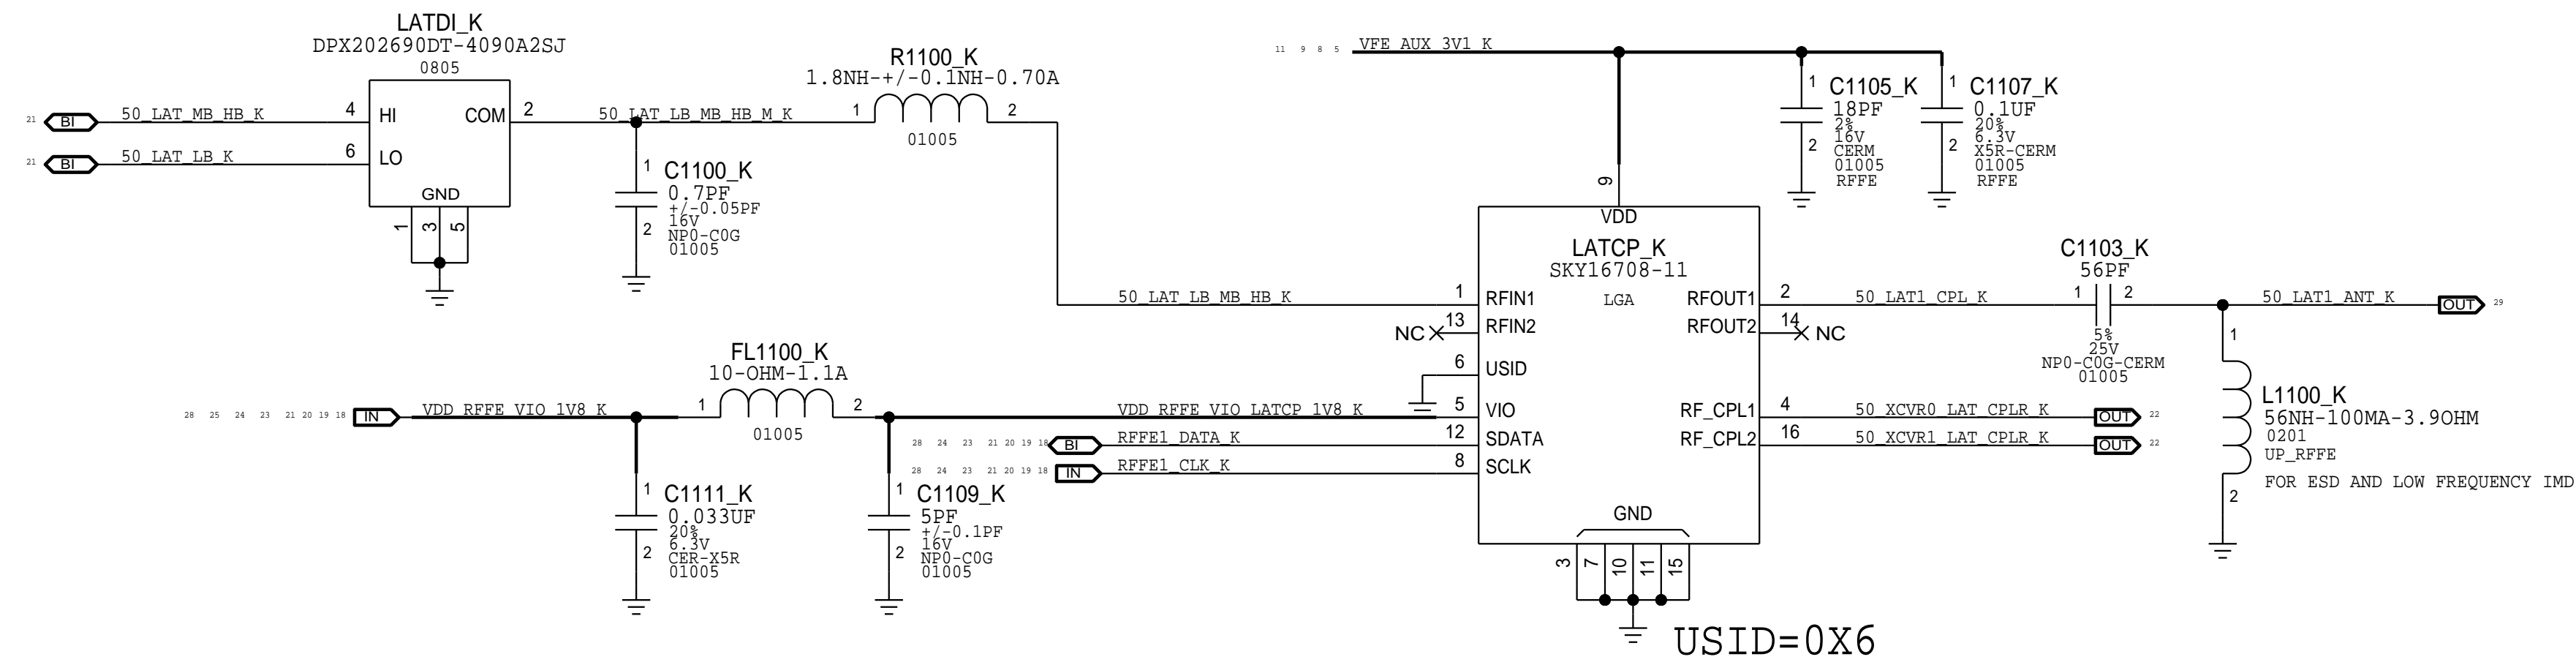 LATDI_K
DPX202690DT-4090A2SJ
0805
21 BI 50_LAT_MB_HB_K 4 HI COM 2
21 BI 50_LAT_LB_K 6 LO
GND
1 3 5
50_LAT_LB_MB_HB_M_K
1 C1100_K
0.7PF
+/-0.05PF
16V
2 NP0-C0G
01005
R1100_K
1.8NH-+/-0.1NH-0.70A
1 2
01005
11 9 8 5 VFE_AUX_3V1_K
1 C1105_K
18PF
2%
16V
2 CERM
01005
RFFE
1 C1107_K
0.1UF
20%
6.3V
2 X5R-CERM
01005
RFFE
9
VDD
LATCP_K
SKY16708-11
LGA
50_LAT_LB_MB_HB_K 1 RFIN1
NC 13 RFIN2
6 USID
5 VIO
12 SDATA
8 SCLK
RFOUT1 2 50_LAT1_CPL_K
RFOUT2 14 NC
RF_CPL1 4 50_XCVR0_LAT_CPLR_K OUT 22
RF_CPL2 16 50_XCVR1_LAT_CPLR_K OUT 22
GND
3 7 10 11 15
USID=0X6
C1103_K
56PF
1 2
5%
25V
NP0-C0G-CERM
01005
50_LAT1_ANT_K OUT 29
1
L1100_K
56NH-100MA-3.9OHM
0201
UP_RFFE
FOR ESD AND LOW FREQUENCY IMD
2
FL1100_K
10-OHM-1.1A
1 2
01005
28 25 24 23 21 20 19 18 IN VDD_RFFE_VIO_1V8_K
VDD_RFFE_VIO_LATCP_1V8_K
28 24 23 21 20 19 18 BI RFFE1_DATA_K
28 24 23 21 20 19 18 IN RFFE1_CLK_K
1 C1111_K
0.033UF
20%
6.3V
2 CER-X5R
01005
1 C1109_K
5PF
+/-0.1PF
16V
2 NP0-C0G
01005